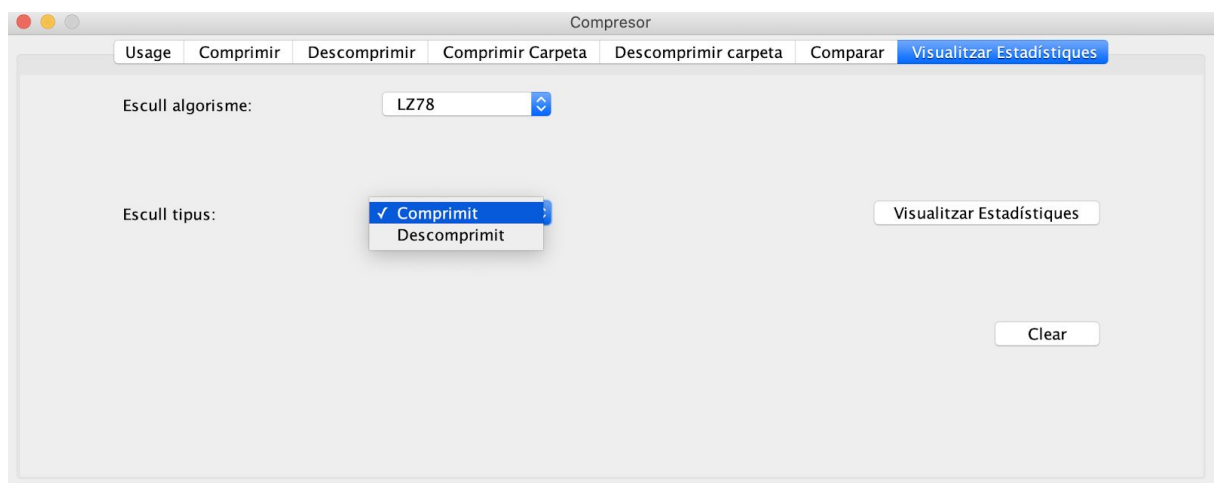 Compresor
Usage Comprimir Descomprimir Comprimir Carpeta Descomprimir carpeta Comparar Visualitzar Estadístiques
Escull algorisme: LZ78
Escull tipus: ✓ Comprimit Visualitzar Estadístiques
Descomprimit
Clear